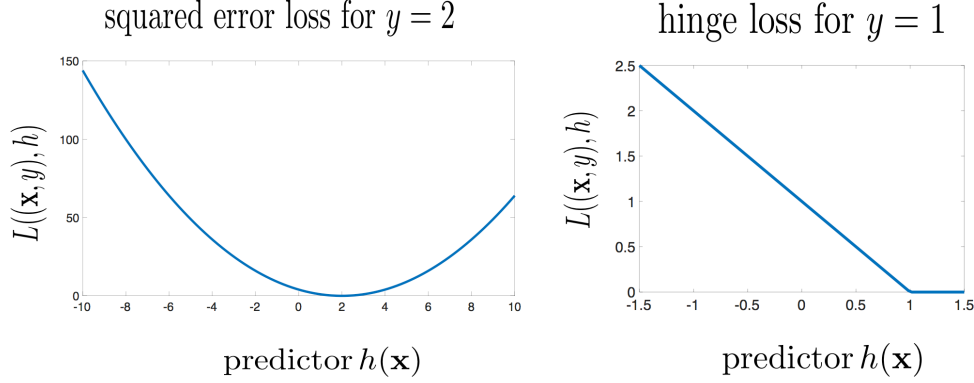 squared error loss for y = 2
L((x, y), h)
150
100
50
0
-10 -8 -6 -4 -2 0 2 4 6 8 10
predictor h(x)
hinge loss for y = 1
L((x, y), h)
2.5
2
1.5
1
0.5
0
-1.5 -1 -0.5 0 0.5 1 1.5
predictor h(x)